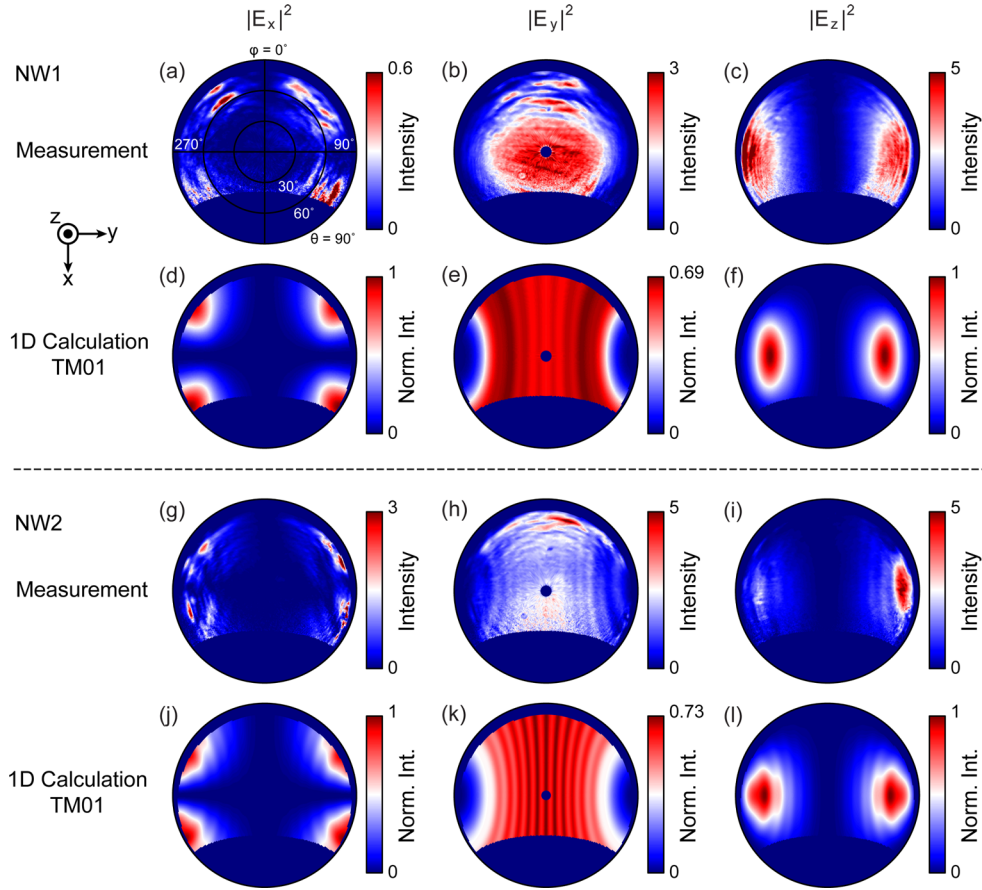 |E_x|^2 |E_y|^2 |E_z|^2
NW1
Measurement
(a) φ = 0° 270° 90° 30° 60° θ = 90° 0.6 0 Intensity
(b) 3 0 Intensity
(c) 5 0 Intensity
z y x
1D Calculation
TM01
(d) 1 0 Norm. Int.
(e) 0.69 0 Norm. Int.
(f) 1 0 Norm. Int.
NW2
Measurement
(g) 3 0 Intensity
(h) 5 0 Intensity
(i) 5 0 Intensity
1D Calculation
TM01
(j) 1 0 Norm. Int.
(k) 0.73 0 Norm. Int.
(l) 1 0 Norm. Int.